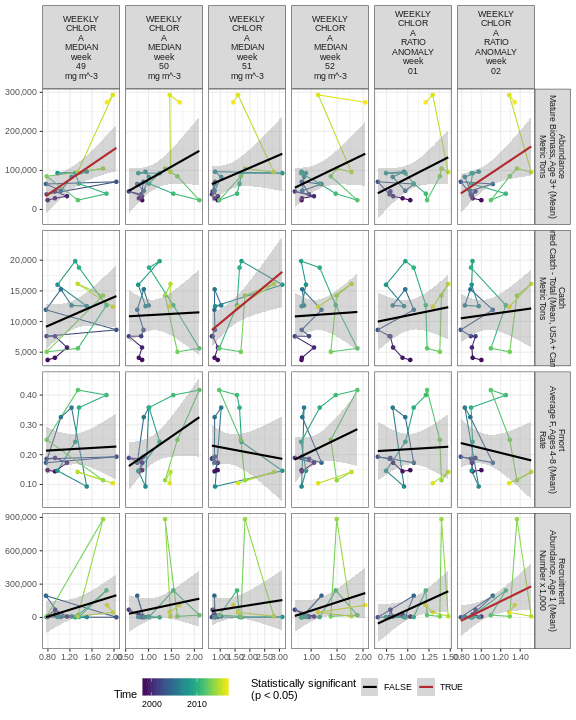 WEEKLY
CHLOR
A
MEDIAN
week
49
mg m^-3
WEEKLY
CHLOR
A
MEDIAN
week
50
mg m^-3
WEEKLY
CHLOR
A
MEDIAN
week
51
mg m^-3
WEEKLY
CHLOR
A
MEDIAN
week
52
mg m^-3
WEEKLY
CHLOR
A
RATIO
ANOMALY
week
01
WEEKLY
CHLOR
A
RATIO
ANOMALY
week
02
300,000
200,000
100,000
0
Abundance
Mature Biomass, Age 3+ (Mean)
Metric Tons
20,000
15,000
10,000
5,000
Catch
Catch - Total (Mean, USA +
Metric Tons
0.40
0.30
0.20
0.10
Fmort
Average F, Ages 4-8 (Mean)
Rate
900,000
600,000
300,000
0
Recruitment
Abundance, Age 1 (Mean)
Number x 1,000
0.80 1.20 1.60 2.00
0.50 1.00 1.50 2.00
1.00 1.50 2.00 2.50 3.00
1.00 1.50 2.00
0.75 1.00 1.25 1.50
0.80 1.00 1.20 1.40
Time
2000 2010
Statistically significant
(p < 0.05)
FALSE
TRUE